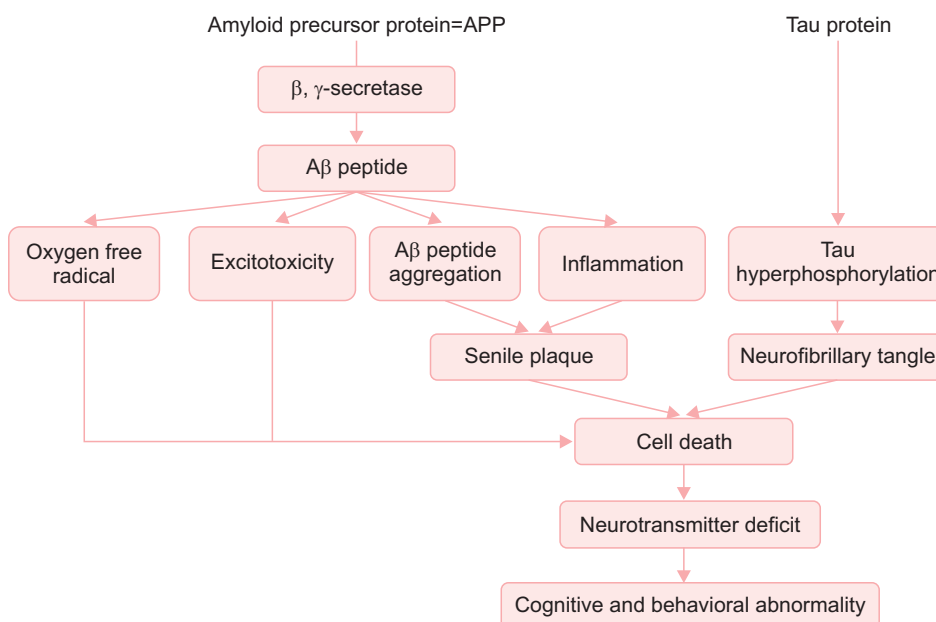 Amyloid precursor protein=APP
Tau protein
β, γ-secretase
Aβ peptide
Oxygen free
radical
Excitotoxicity
Aβ peptide
aggregation
Inflammation
Tau
hyperphosphorylation
Senile plaque
Neurofibrillary tangle
Cell death
Neurotransmitter deficit
Cognitive and behavioral abnormality